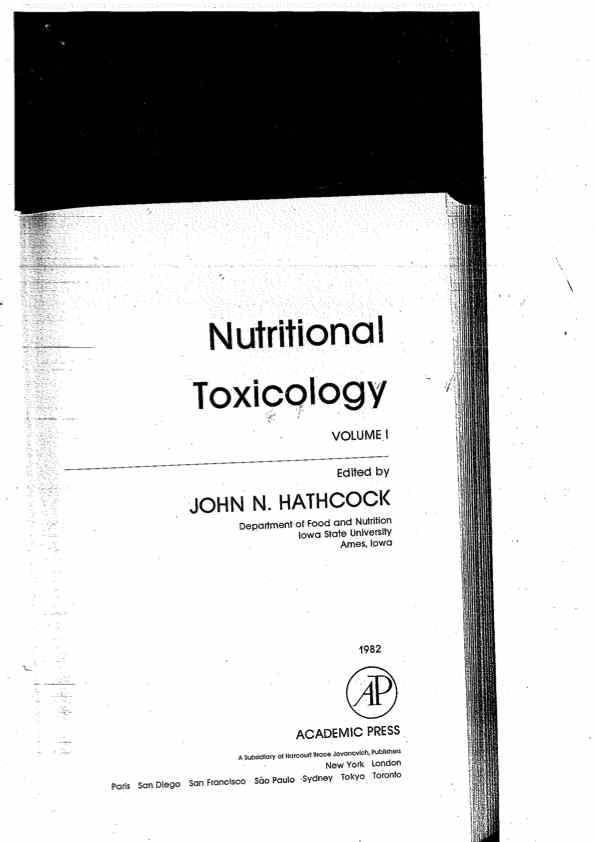 Nutritional
Toxicology
VOLUME I
Edited by
JOHN N. HATHCOCK
Department of Food and Nutrition
Iowa State University
Ames, Iowa
1982
AP
ACADEMIC PRESS
A Subsidiary of Harcourt Brace Jovanovich, Publishers
New York London
Paris San Diego San Francisco São Paulo Sydney Tokyo Toronto